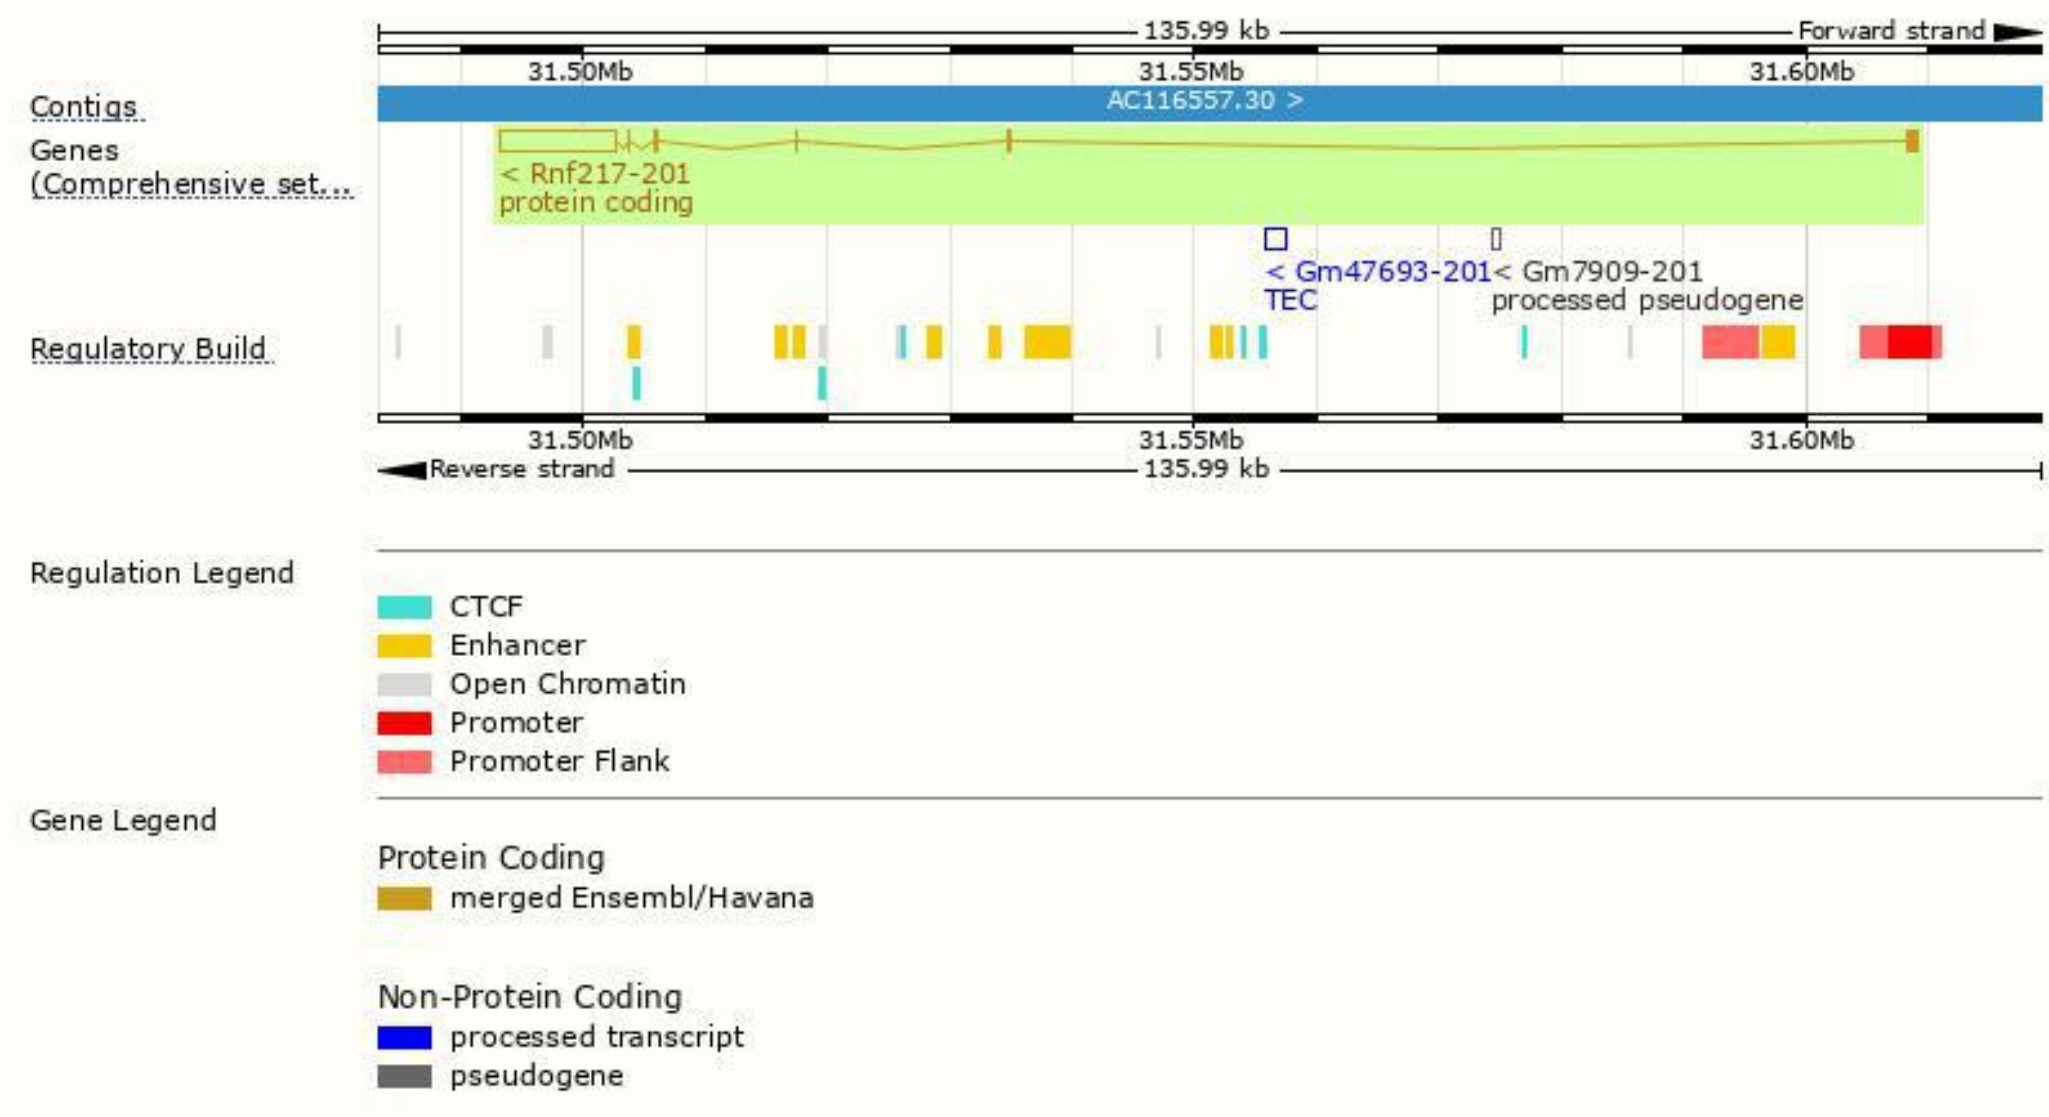 135.99 kb Forward strand
31.50Mb 31.55Mb 31.60Mb
Contigs AC116557.30 >
Genes
(Comprehensive set...
< Rnf217-201
protein coding
< Gm47693-201 < Gm7909-201
TEC processed pseudogene
Regulatory Build
31.50Mb 31.55Mb 31.60Mb
Reverse strand 135.99 kb
Regulation Legend
CTCF
Enhancer
Open Chromatin
Promoter
Promoter Flank
Gene Legend
Protein Coding
merged Ensembl/Havana
Non-Protein Coding
processed transcript
pseudogene